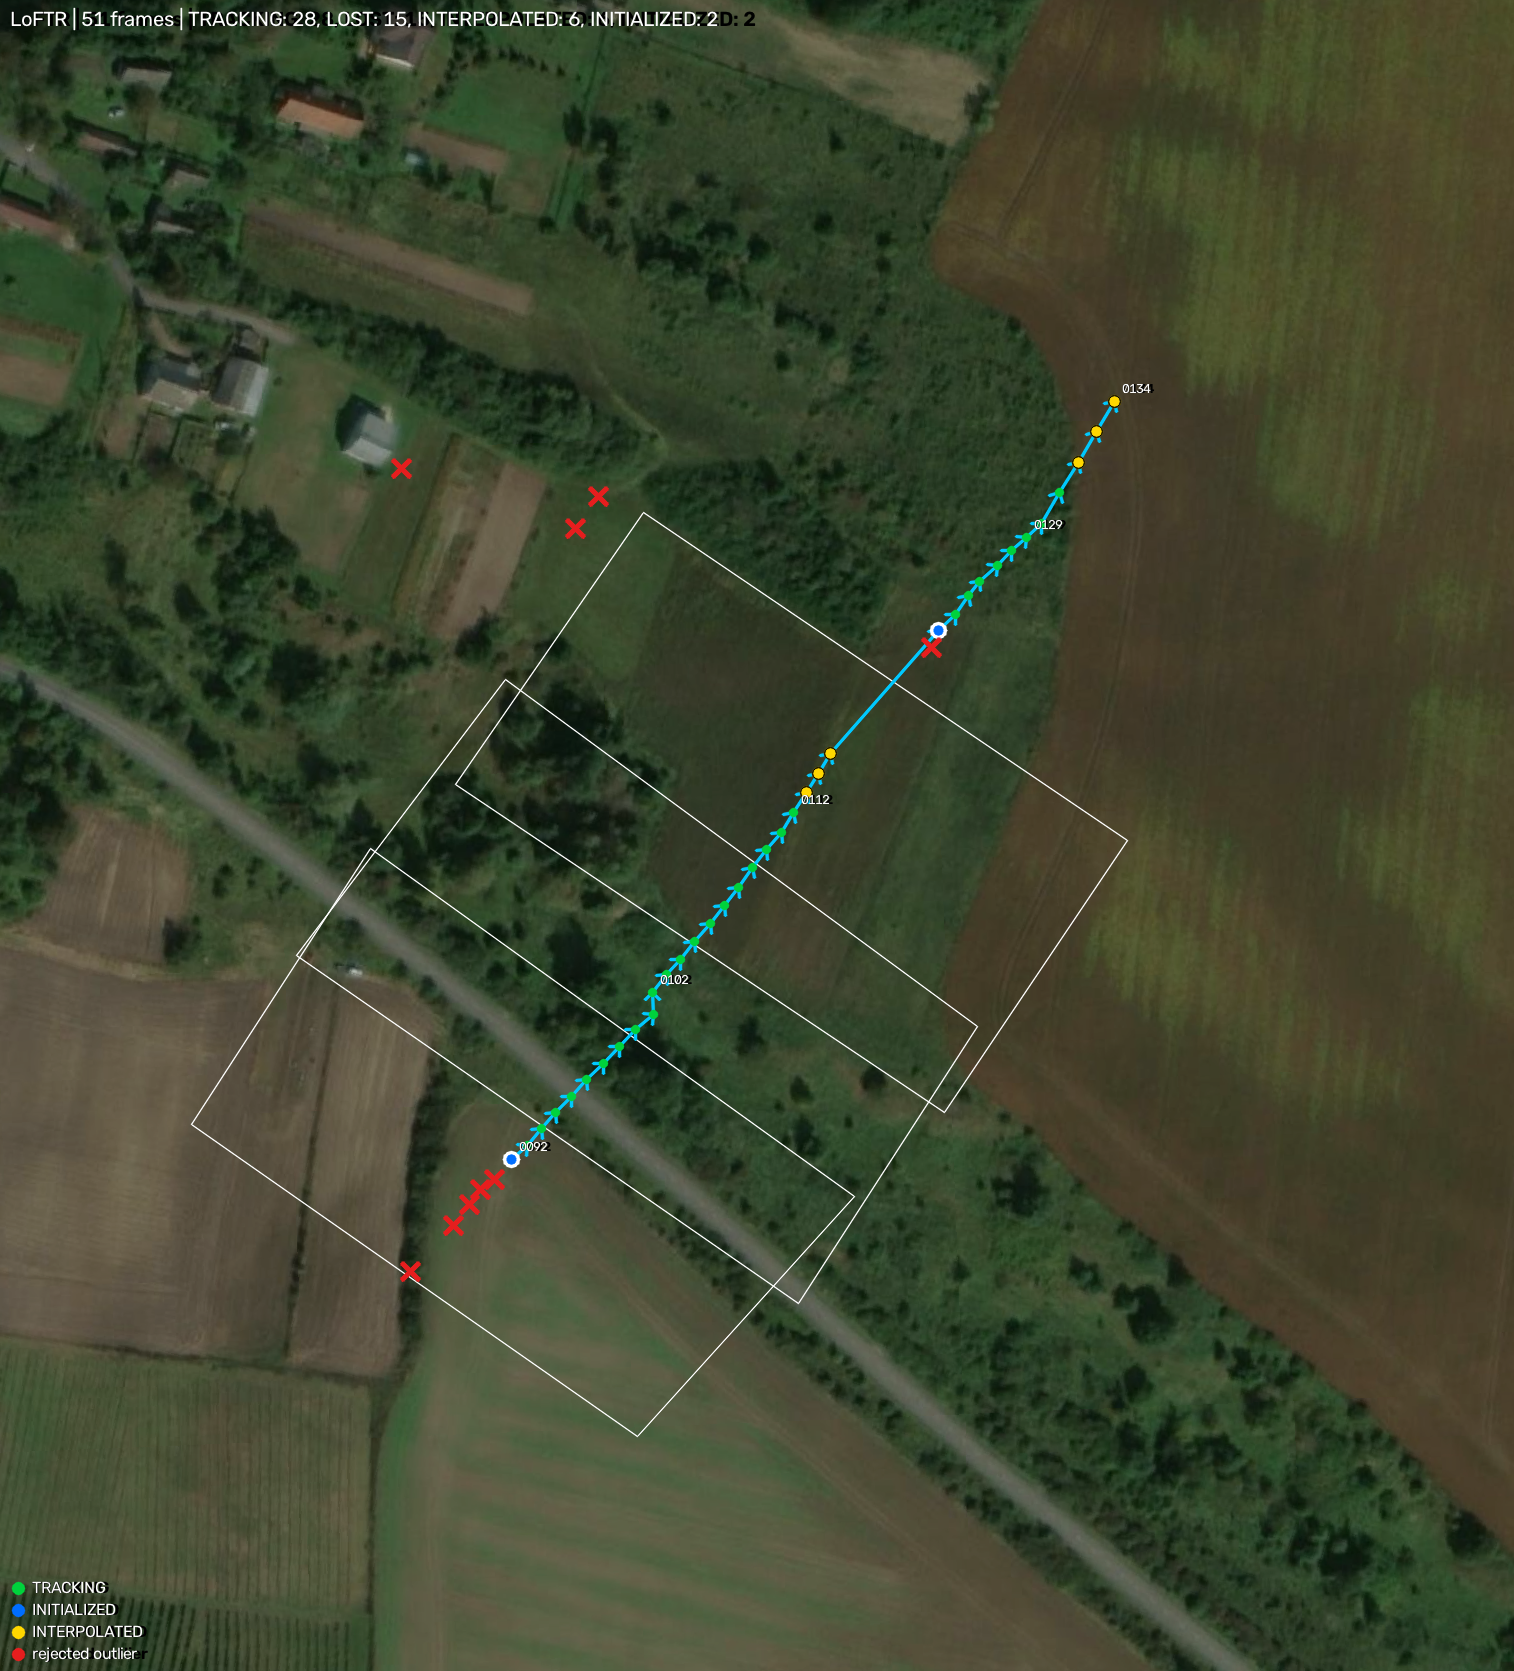 LoFTR | 51 frames | TRACKING: 28, LOST: 15, INTERPOLATED: 6, INITIALIZED: 2
0134
0129
0112
0102
0092
TRACKING
INITIALIZED
INTERPOLATED
rejected outlier